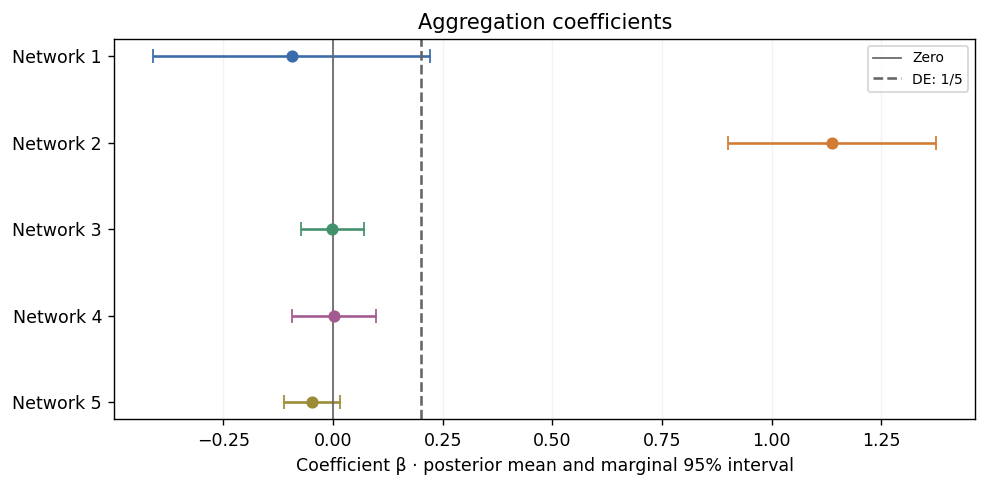 Aggregation coefficients
Network 1
Network 2
Network 3
Network 4
Network 5
Zero
DE: 1/5
−0.25 0.00 0.25 0.50 0.75 1.00 1.25
Coefficient β · posterior mean and marginal 95% interval